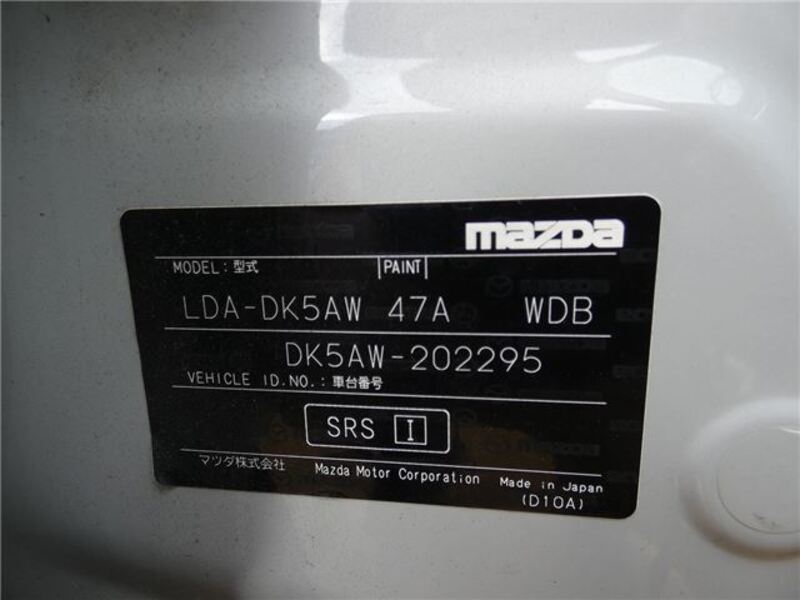 mazda
MODEL: 型式 PAINT
LDA-DK5AW 47A WDB
DK5AW-202295
VEHICLE ID.NO.: 車台番号
SRS I
マツダ株式会社 Mazda Motor Corporation Made in Japan
(D10A)